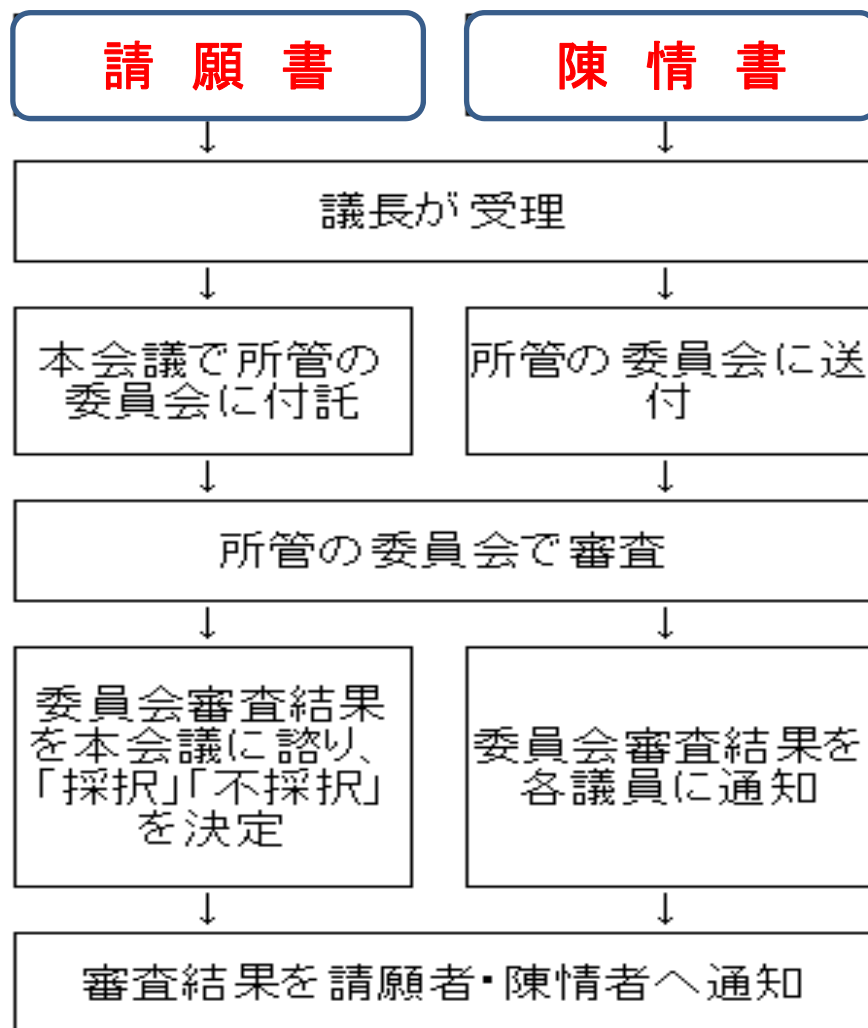 請願書
陳情書
↓
↓
議長が受理
↓
↓
本会議で所管の
委員会に付託
所管の委員会に送
付
↓
↓
所管の委員会で審査
↓
↓
委員会審査結果
を本会議に諮り、
「採択」「不採択」
を決定
委員会審査結果を
各議員に通知
↓
↓
審査結果を請願者・陳情者へ通知